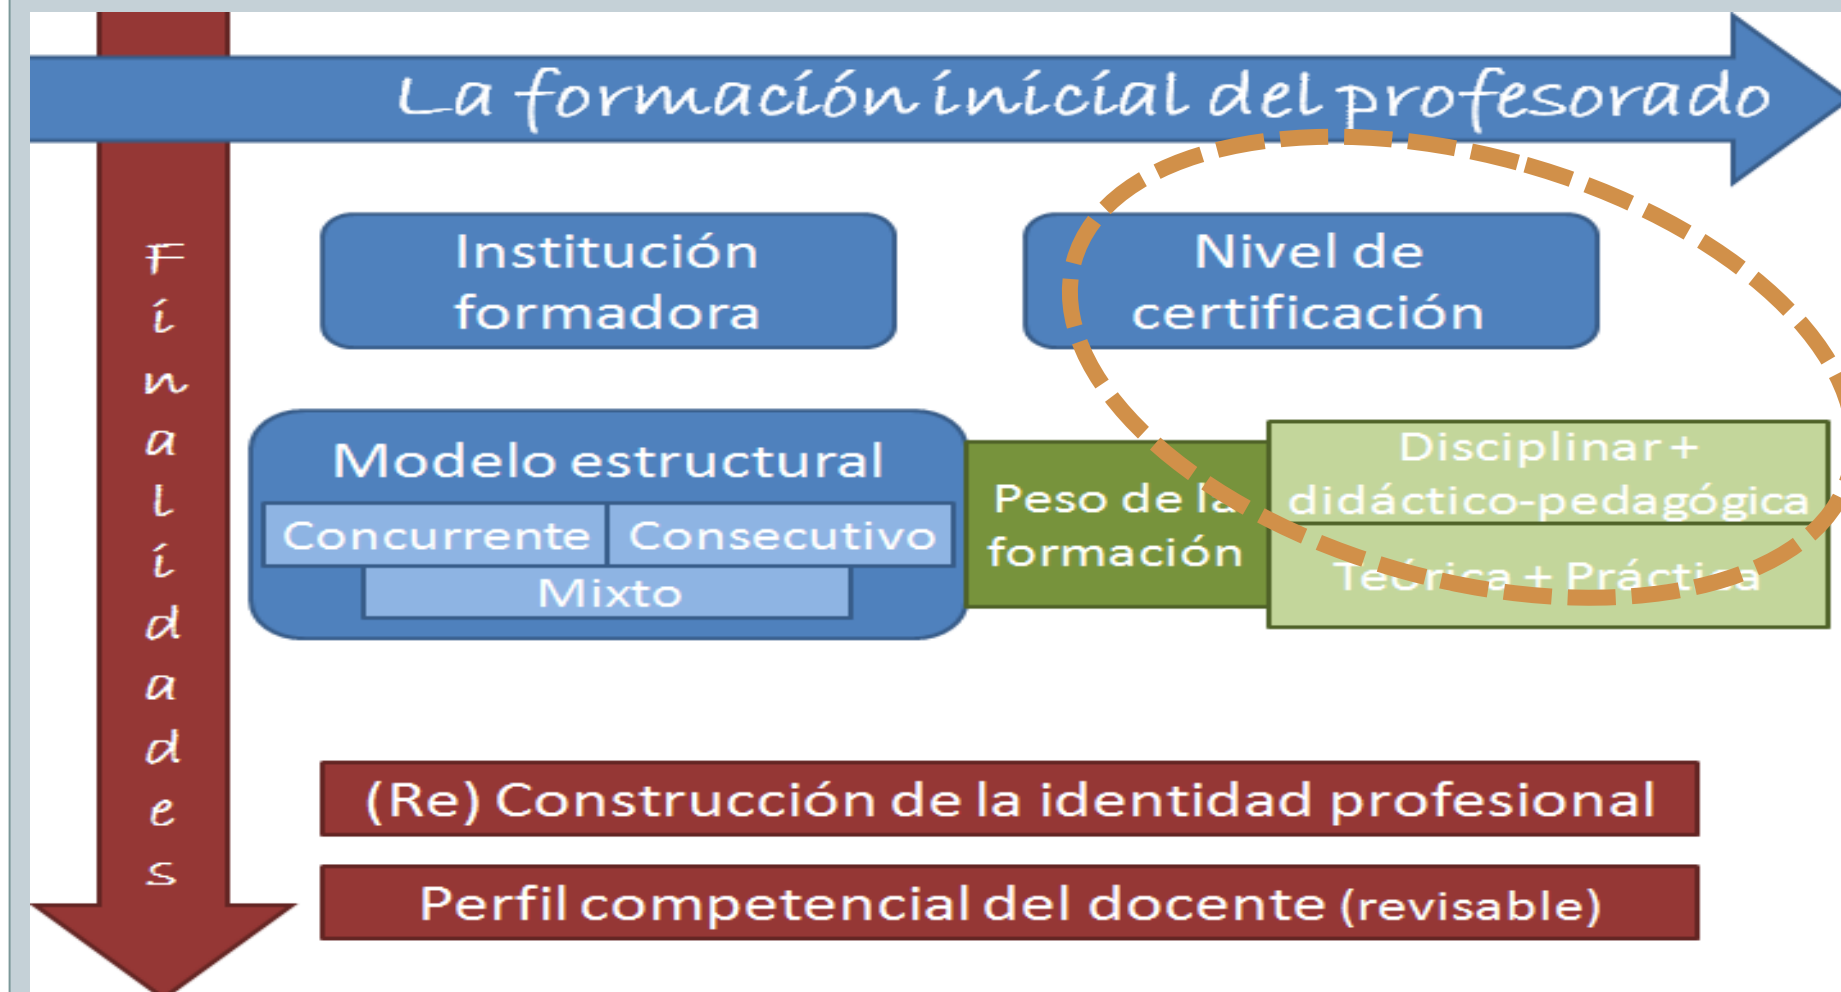 La formación inicial del profesorado
Finalidades
Institución
formadora
Nivel de
certificación
Modelo estructural
Concurrente
Consecutivo
Mixto
Peso de la
formación
Disciplinar +
didáctico-pedagógica
Teórica + Práctica
(Re) Construcción de la identidad profesional
Perfil competencial del docente (revisable)